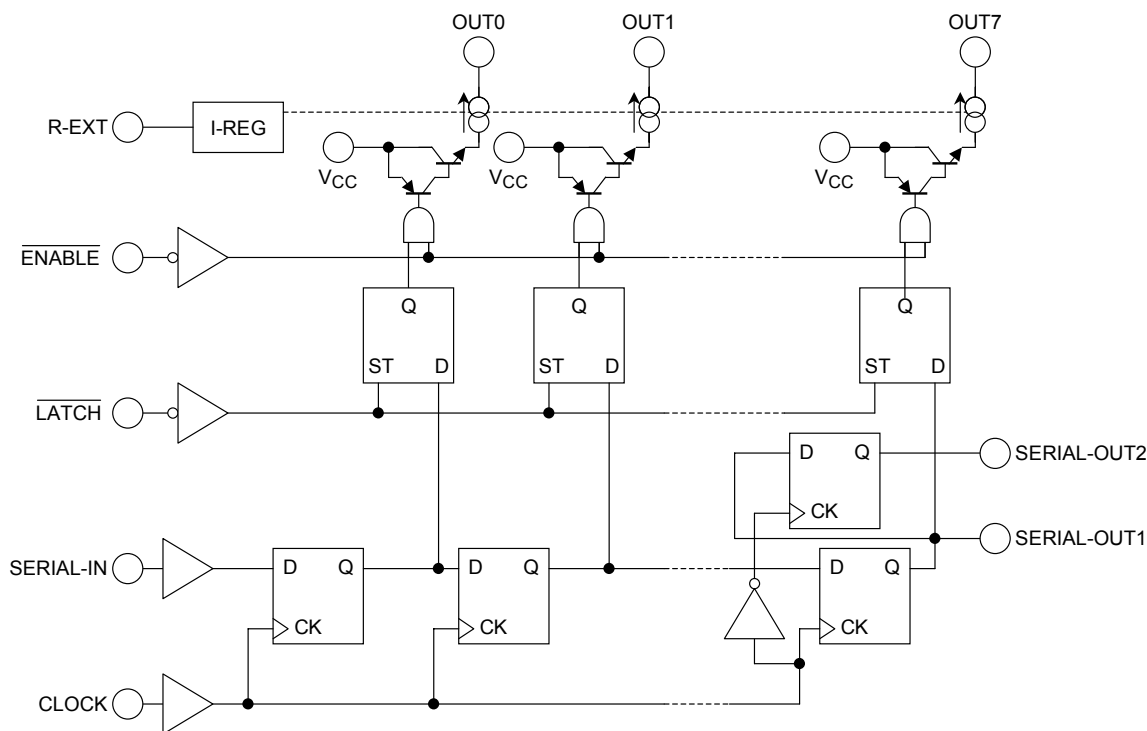 OUT0 OUT1 OUT7
R-EXT I-REG
VCC VCC VCC
ENABLE
Q Q Q
ST D ST D ST D
LATCH
D Q SERIAL-OUT2
CK
SERIAL-OUT1
SERIAL-IN D Q D Q D Q
CK CK CK
CLOCK